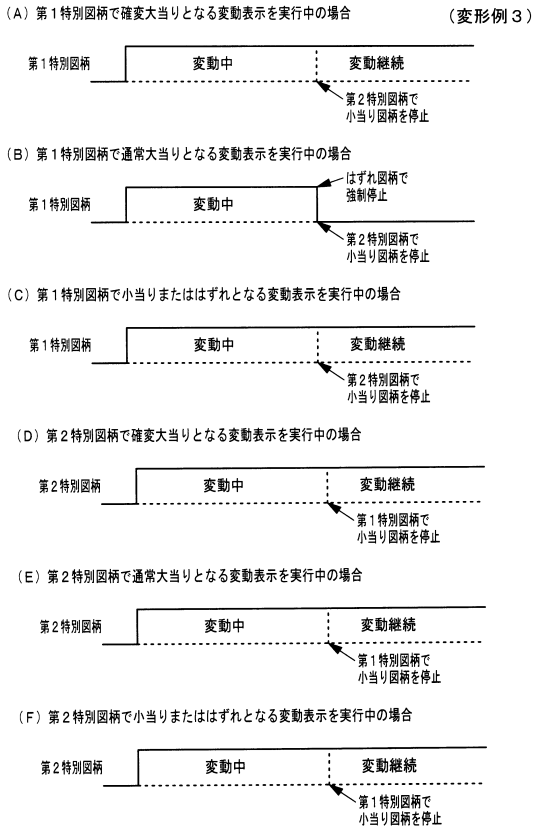 (A) 第1特別図柄で確変大当りとなる変動表示を実行中の場合
(変形例3)
第1特別図柄
変動中
変動継続
第2特別図柄で
小当り図柄を停止
(B) 第1特別図柄で通常大当りとなる変動表示を実行中の場合
はずれ図柄で
強制停止
第1特別図柄
変動中
第2特別図柄で
小当り図柄を停止
(C) 第1特別図柄で小当りまたははずれとなる変動表示を実行中の場合
第1特別図柄
変動中
変動継続
第2特別図柄で
小当り図柄を停止
(D) 第2特別図柄で確変大当りとなる変動表示を実行中の場合
第2特別図柄
変動中
変動継続
第1特別図柄で
小当り図柄を停止
(E) 第2特別図柄で通常大当りとなる変動表示を実行中の場合
第2特別図柄
変動中
変動継続
第1特別図柄で
小当り図柄を停止
(F) 第2特別図柄で小当りまたははずれとなる変動表示を実行中の場合
第2特別図柄
変動中
変動継続
第1特別図柄で
小当り図柄を停止